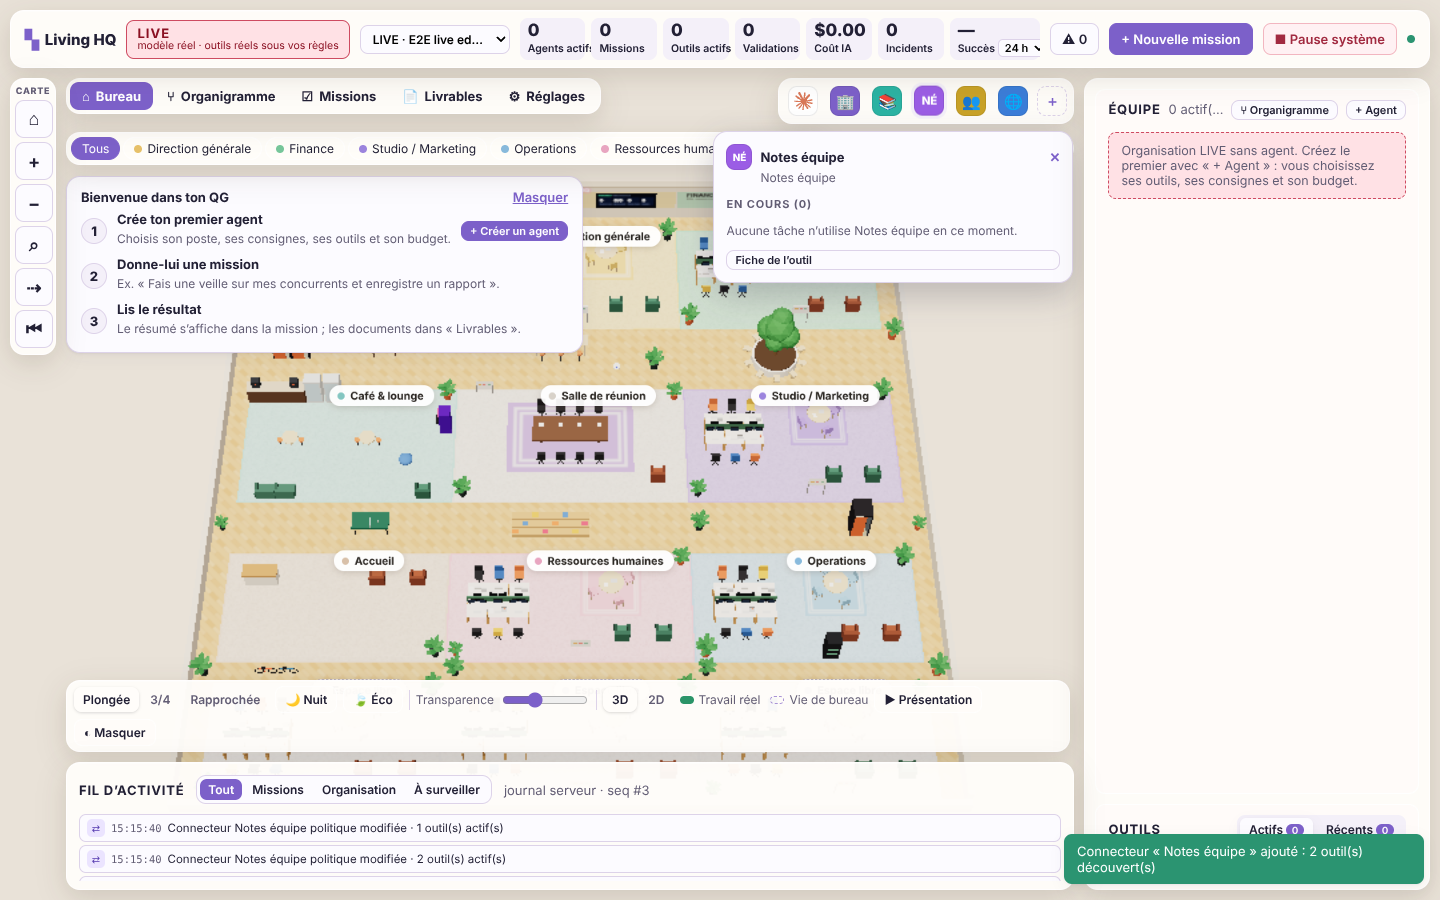 Living HQ
LIVE
modèle réel · outils réels sous vos règles
LIVE · E2E live ed...
0
Agents actifs
0
Missions
0
Outils actifs
0
Validations
$0.00
Coût IA
0
Incidents
—
Succès
24 h
0
+ Nouvelle mission
Pause système
CARTE
Bureau
Organigramme
Missions
Livrables
Réglages
NÉ
+
Tous
Direction générale
Finance
Studio / Marketing
Operations
Ressources huma
Bienvenue dans ton QG
Masquer
1
Crée ton premier agent
Choisis son poste, ses consignes, ses outils et son budget.
+ Créer un agent
2
Donne-lui une mission
Ex. « Fais une veille sur mes concurrents et enregistre un rapport ».
3
Lis le résultat
Le résumé s’affiche dans la mission ; les documents dans « Livrables ».
NÉ
Notes équipe
×
Notes équipe
EN COURS (0)
Aucune tâche n’utilise Notes équipe en ce moment.
Fiche de l’outil
tion générale
Café & lounge
Salle de réunion
Studio / Marketing
Accueil
Ressources humaines
Operations
Plongée
3/4
Rapprochée
Nuit
Éco
Transparence
3D
2D
Travail réel
Vie de bureau
Présentation
Masquer
FIL D’ACTIVITÉ
Tout
Missions
Organisation
À surveiller
journal serveur · seq #3
15:15:40 Connecteur Notes équipe politique modifiée · 1 outil(s) actif(s)
15:15:40 Connecteur Notes équipe politique modifiée · 2 outil(s) actif(s)
ÉQUIPE
0 actif(...
Organigramme
+ Agent
Organisation LIVE sans agent. Créez le
premier avec « + Agent » : vous choisissez
ses outils, ses consignes et son budget.
OUTILS
Actifs 0
Récents 0
Connecteur « Notes équipe » ajouté : 2 outil(s)
découvert(s)